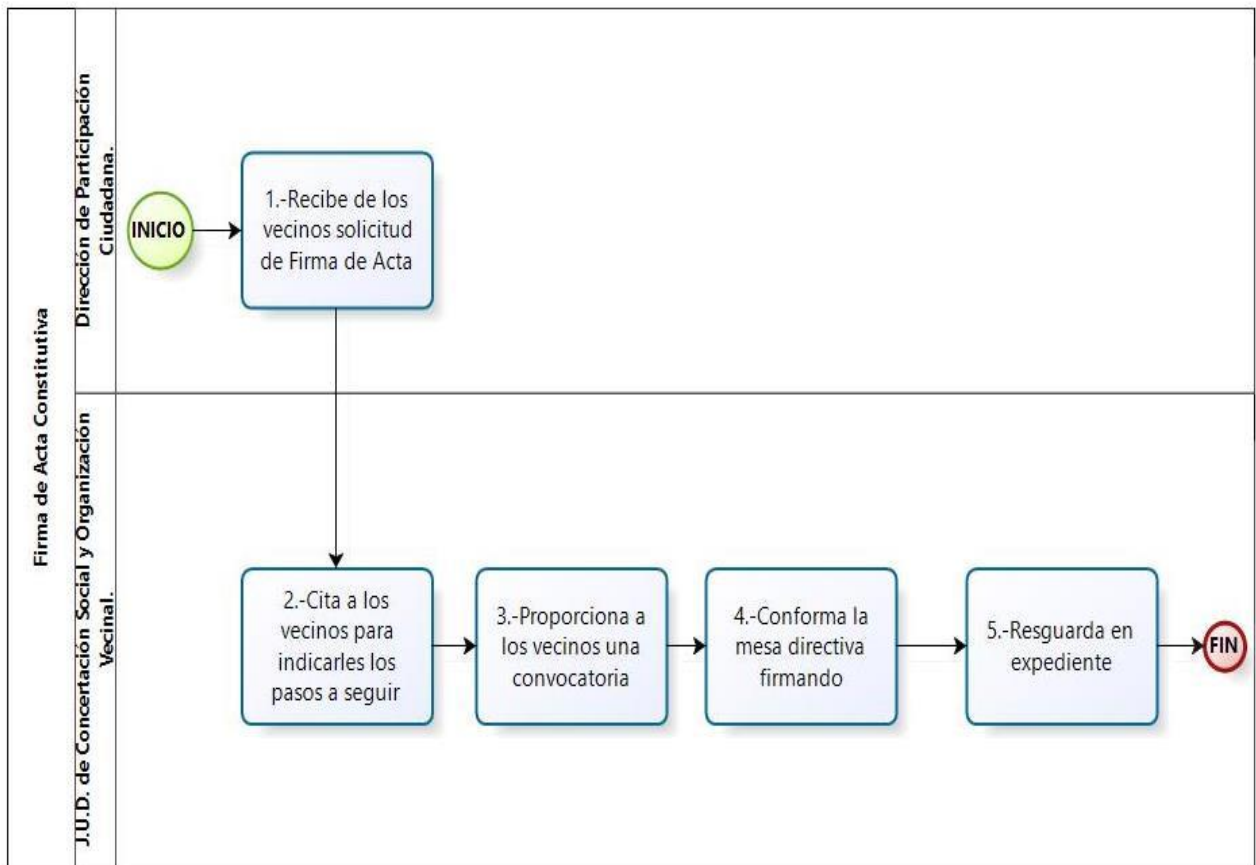 Firma de Acta Constitutiva
Dirección de Participación
Ciudadana.
INICIO
1.-Recibe de los
vecinos solicitud
de Firma de Acta
J.U.D. de Concertación Social y Organización
Vecinal.
2.-Cita a los
vecinos para
indicarles los
pasos a seguir
3.-Proporciona a
los vecinos una
convocatoria
4.-Conforma la
mesa directiva
firmando
5.-Resguarda en
expediente
FIN